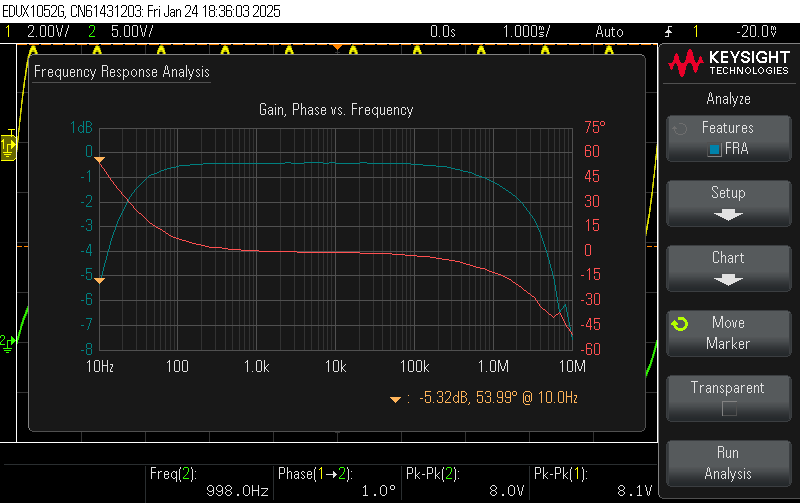 EDUX1052G, CN61431203: Fri Jan 24 18:36:03 2025
1 2.00V/ 2 5.00V/ 0.0s 1.000ms/ Auto 1 -20.0V
KEYSIGHT
TECHNOLOGIES
Frequency Response Analysis
Analyze
Gain, Phase vs. Frequency
Features
FRA
1dB 75°
0 60
-1 45
-2 30
-3 15
-4 0
-5 -15
-6 -30
-7 -45
-8 -60
10Hz 100 1.0k 10k 100k 1.0M 10M
: -5.32dB, 53.99° @ 10.0Hz
Setup
Chart
Move
Marker
Transparent
Run
Analysis
1
T
2
Freq(2): Phase(1→2): Pk-Pk(2): Pk-Pk(1):
998.0Hz 1.0° 8.0V 8.1V